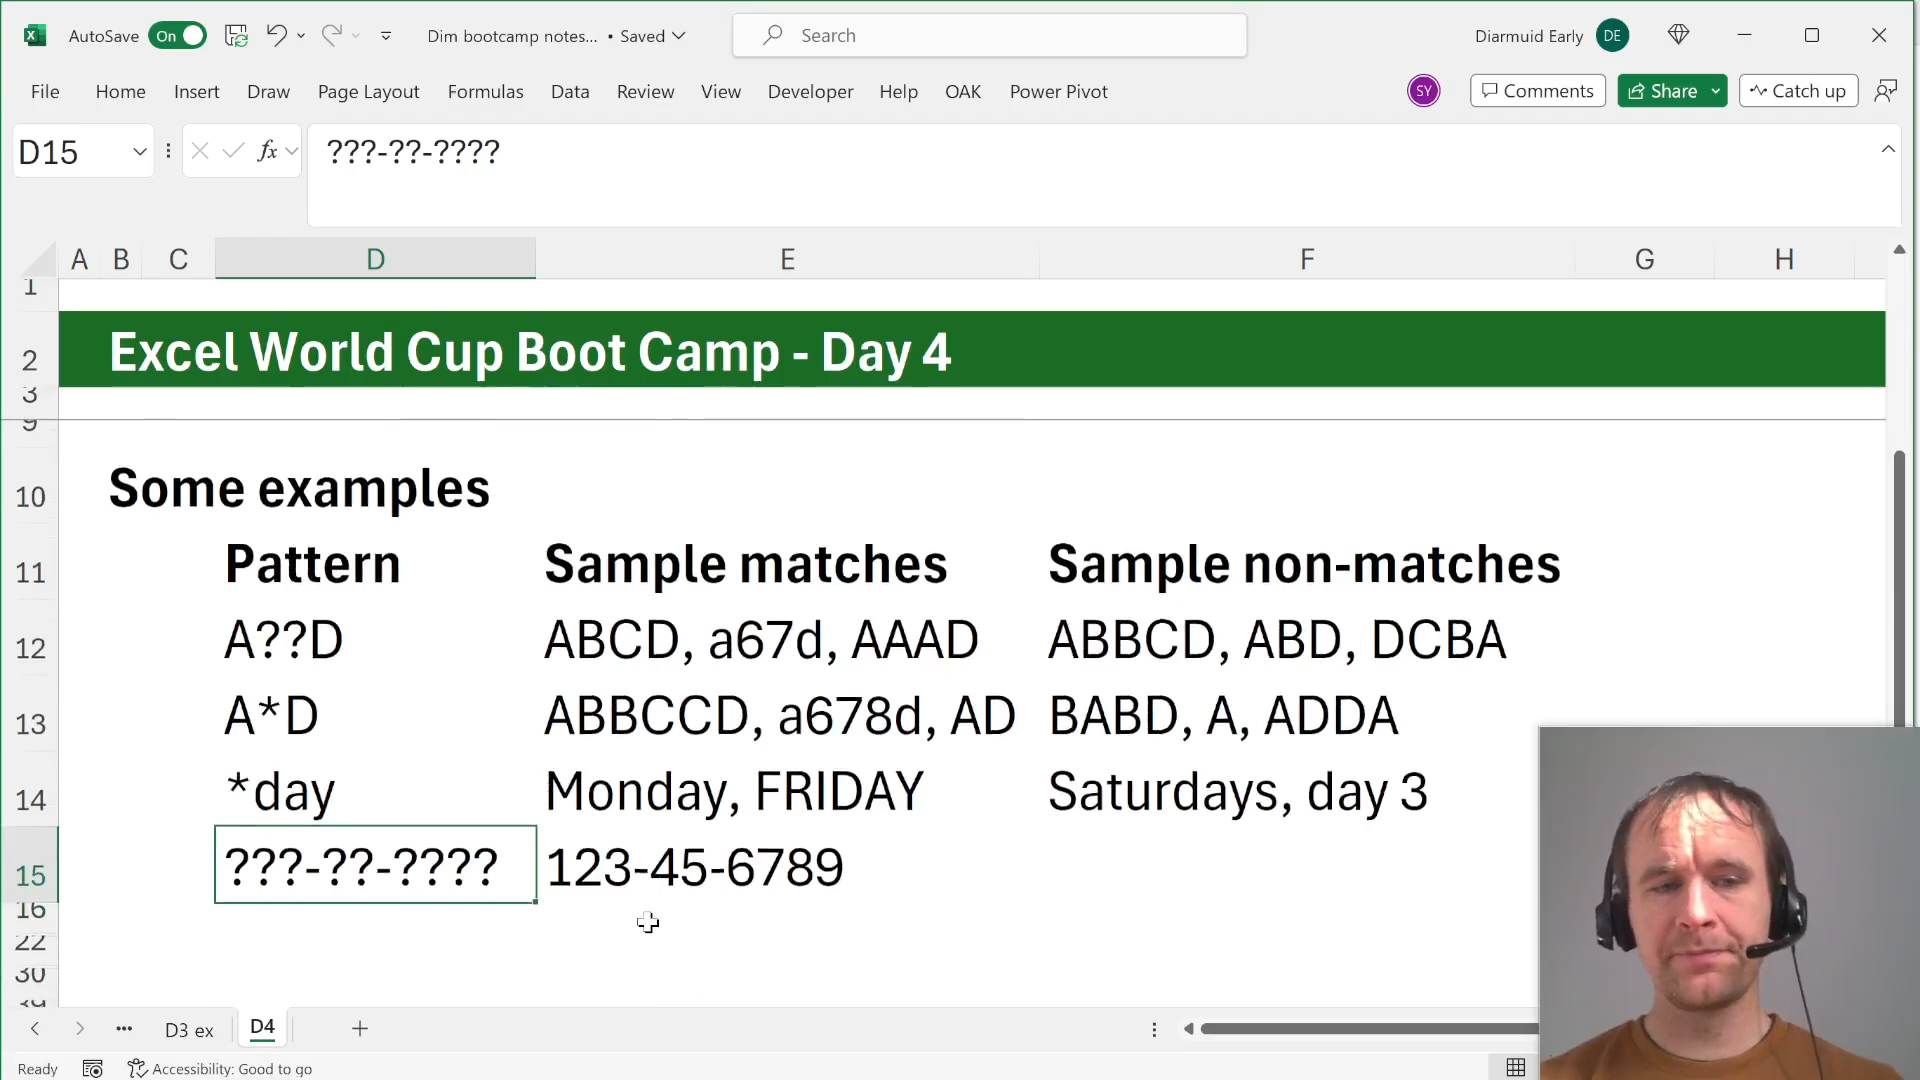 AutoSave On Dim bootcamp notes... • Saved Search Diarmuid Early DE
File Home Insert Draw Page Layout Formulas Data Review View Developer Help OAK Power Pivot SY Comments Share Catch up
D15 fx ???-??-????
A B C D E F G H
1
2 Excel World Cup Boot Camp - Day 4
3
9
10 Some examples
11 Pattern Sample matches Sample non-matches
12 A??D ABCD, a67d, AAAD ABBCD, ABD, DCBA
13 A*D ABBCCD, a678d, AD BABD, A, ADDA
14 *day Monday, FRIDAY Saturdays, day 3
15 ???-??-???? 123-45-6789
16
22
30
D3 ex D4
Ready Accessibility: Good to go